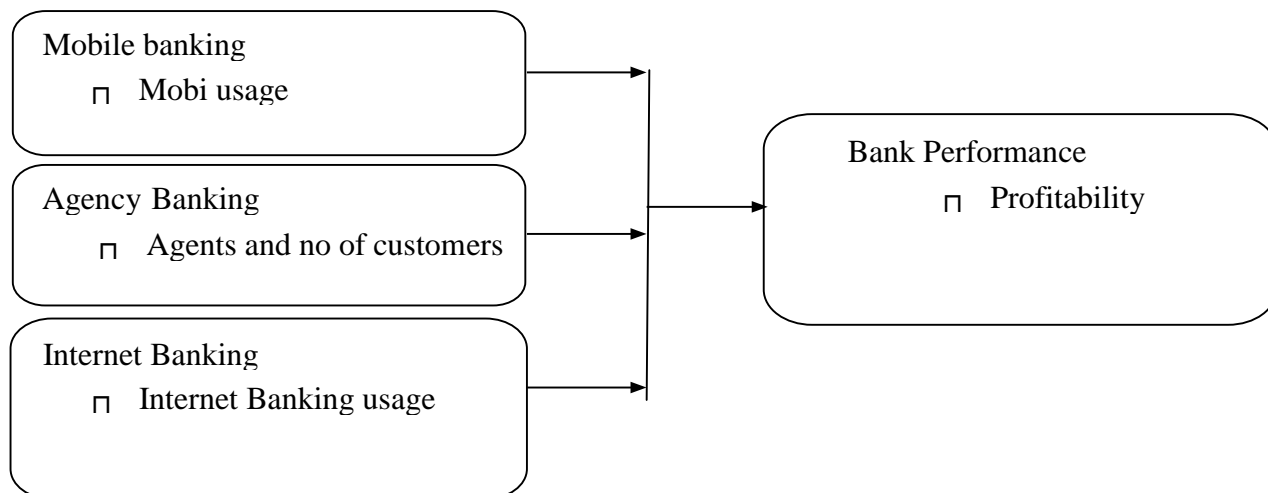 Mobile banking
⊓ Mobi usage
Agency Banking
⊓ Agents and no of customers
Internet Banking
⊓ Internet Banking usage
Bank Performance
⊓ Profitability